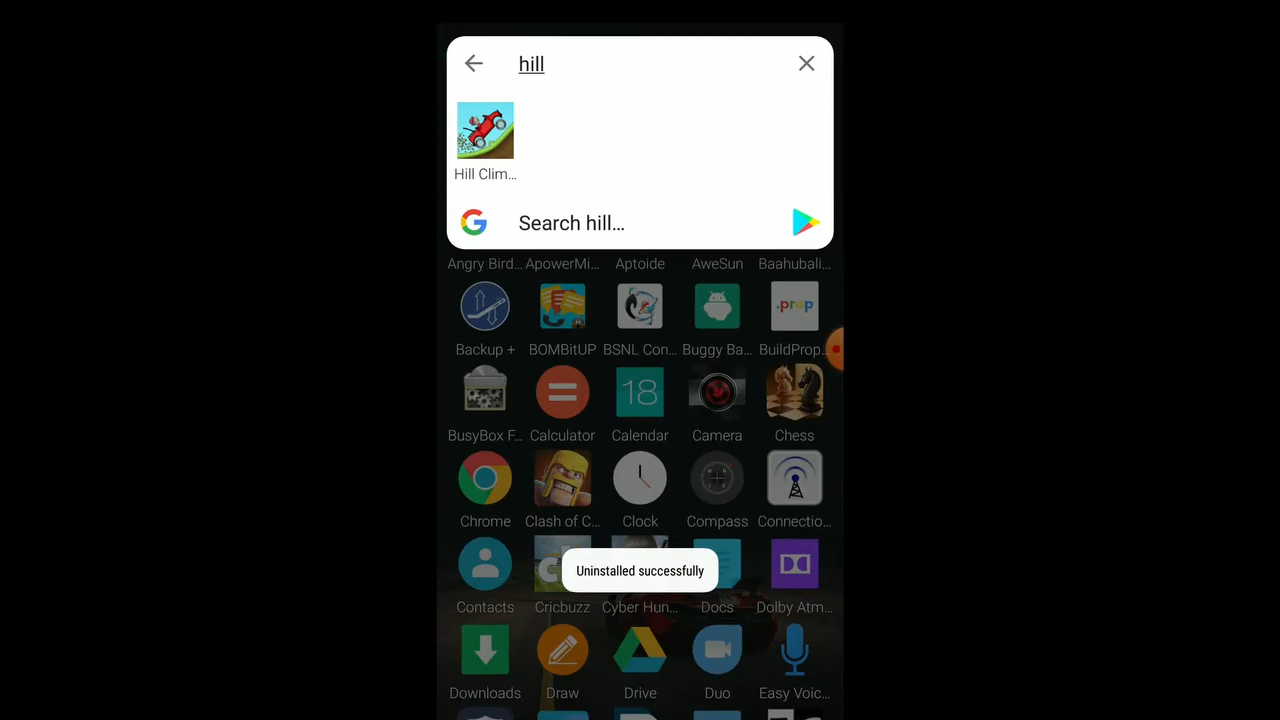 hill
Hill Clim...
Search hill...
Angry Bird... ApowerMi... Aptoide AweSun Baahubali...
.prop
Backup + BOMBitUP BSNL Con... Buggy Ba... BuildProp...
18
BusyBox F... Calculator Calendar Camera Chess
Chrome Clash of C... Clock Compass Connectio...
Uninstalled successfully
Contacts Cricbuzz Cyber Hun... Docs Dolby Atm...
Downloads Draw Drive Duo Easy Voic...